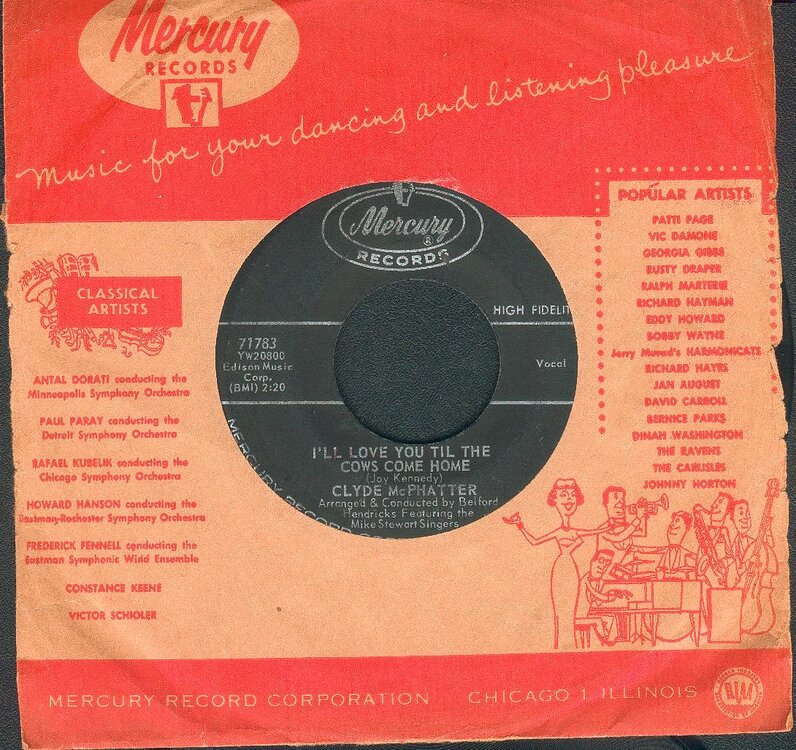 Mercury
RECORDS
music for your dancing and listening pleasure
Mercury
®
RECORDS
HIGH FIDELIT
71783
YW20800
Edison Music
Corp.
(BMI) 2:20
Vocal
I'LL LOVE YOU TIL THE
COWS COME HOME
(Joy Kennedy)
CLYDE McPHATTER
Arranged & Conducted by Belford
Hendricks Featuring the
Mike Stewart Singers
MERCURY RECORD
CLASSICAL
ARTISTS
ANTAL DORATI conducting the
Minneapolis Symphony Orchestra
PAUL PARAY conducting the
Detroit Symphony Orchestra
RAFAEL KUBELIK conducting the
Chicago Symphony Orchestra
HOWARD HANSON conducting the
Eastman-Rochester Symphony Orchestra
FREDERICK FENNELL conducting the
Eastman Symphonic Wind Ensemble
CONSTANCE KEENE
VICTOR SCHIOLER
POPULAR ARTISTS
PATTI PAGE
VIC DAMONE
GEORGIA GIBBS
RUSTY DRAPER
RALPH MARTERIE
RICHARD HAYMAN
EDDY HOWARD
BOBBY WAYNE
Jerry Murad's HARMONICATS
RICHARD HAYES
JAN AUGUST
DAVID CARROLL
BERNICE PARKS
DINAH WASHINGTON
THE RAVENS
THE CARLISLES
JOHNNY HORTON
MERCURY RECORD CORPORATION CHICAGO 1, ILLINOIS
RIAA